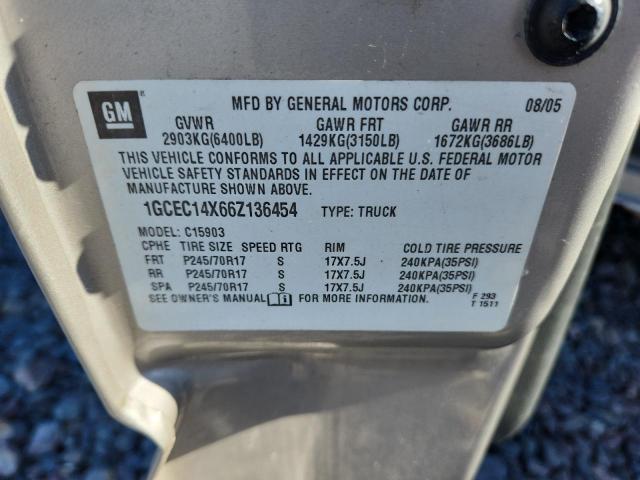 GM
MFD BY GENERAL MOTORS CORP. 08/05
GVWR GAWR FRT GAWR RR
2903KG(6400LB) 1429KG(3150LB) 1672KG(3686LB)
THIS VEHICLE CONFORMS TO ALL APPLICABLE U.S. FEDERAL MOTOR
VEHICLE SAFETY STANDARDS IN EFFECT ON THE DATE OF
MANUFACTURE SHOWN ABOVE.
1GCEC14X66Z136454 TYPE: TRUCK
MODEL: C15903
CPHE TIRE SIZE SPEED RTG RIM COLD TIRE PRESSURE
FRT P245/70R17 S 17X7.5J 240KPA(35PSI)
RR P245/70R17 S 17X7.5J 240KPA(35PSI)
SPA P245/70R17 S 17X7.5J 240KPA(35PSI)
SEE OWNER'S MANUAL FOR MORE INFORMATION. F 293
T 1511